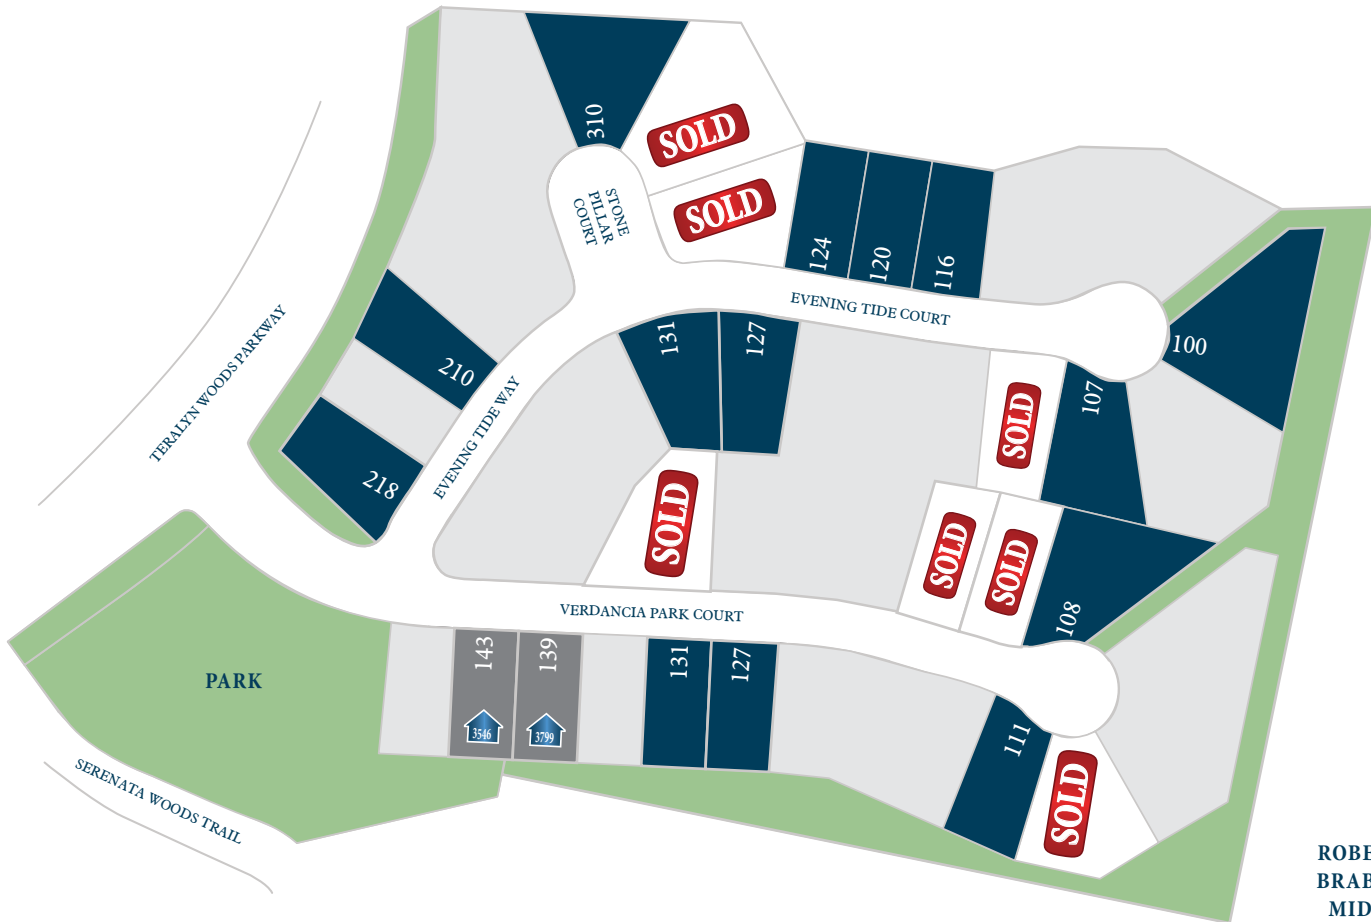 310
SOLD
SOLD
STONE
PILLAR
COURT
124
120
116
EVENING TIDE COURT
100
131
127
107
SOLD
210
218
TERALYN WOODS PARKWAY
EVENING TIDE WAY
SOLD
SOLD
SOLD
108
VERDANCIA PARK COURT
143
139
131
127
3546
3799
111
SOLD
PARK
SERENATA WOODS TRAIL
ROBE
BRAB
MID